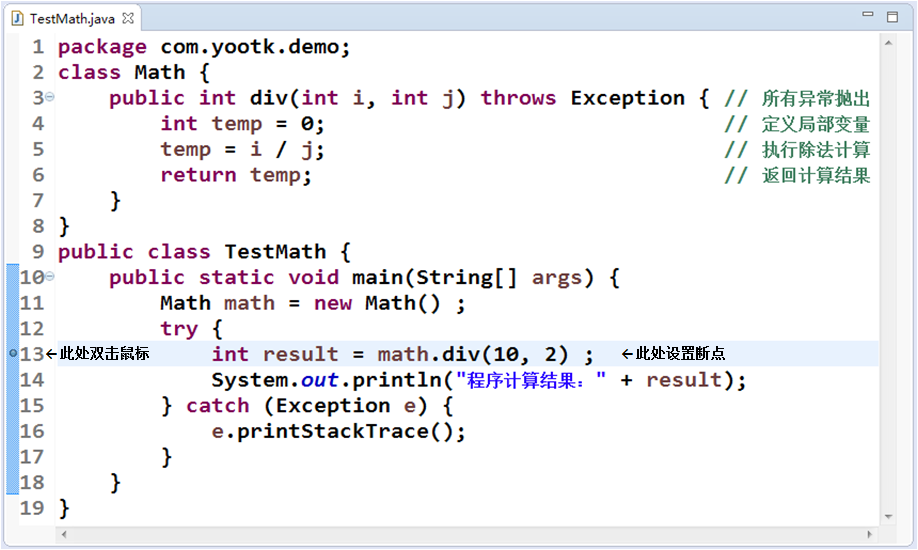 TestMath.java
1 package com.yootk.demo;
2 class Math {
3 public int div(int i, int j) throws Exception { // 所有异常抛出
4 int temp = 0; // 定义局部变量
5 temp = i / j; // 执行除法计算
6 return temp; // 返回计算结果
7 }
8 }
9 public class TestMath {
10 public static void main(String[] args) {
11 Math math = new Math() ;
12 try {
13 ←此处双击鼠标 int result = math.div(10, 2) ; ←此处设置断点
14 System.out.println("程序计算结果：" + result);
15 } catch (Exception e) {
16 e.printStackTrace();
17 }
18 }
19 }